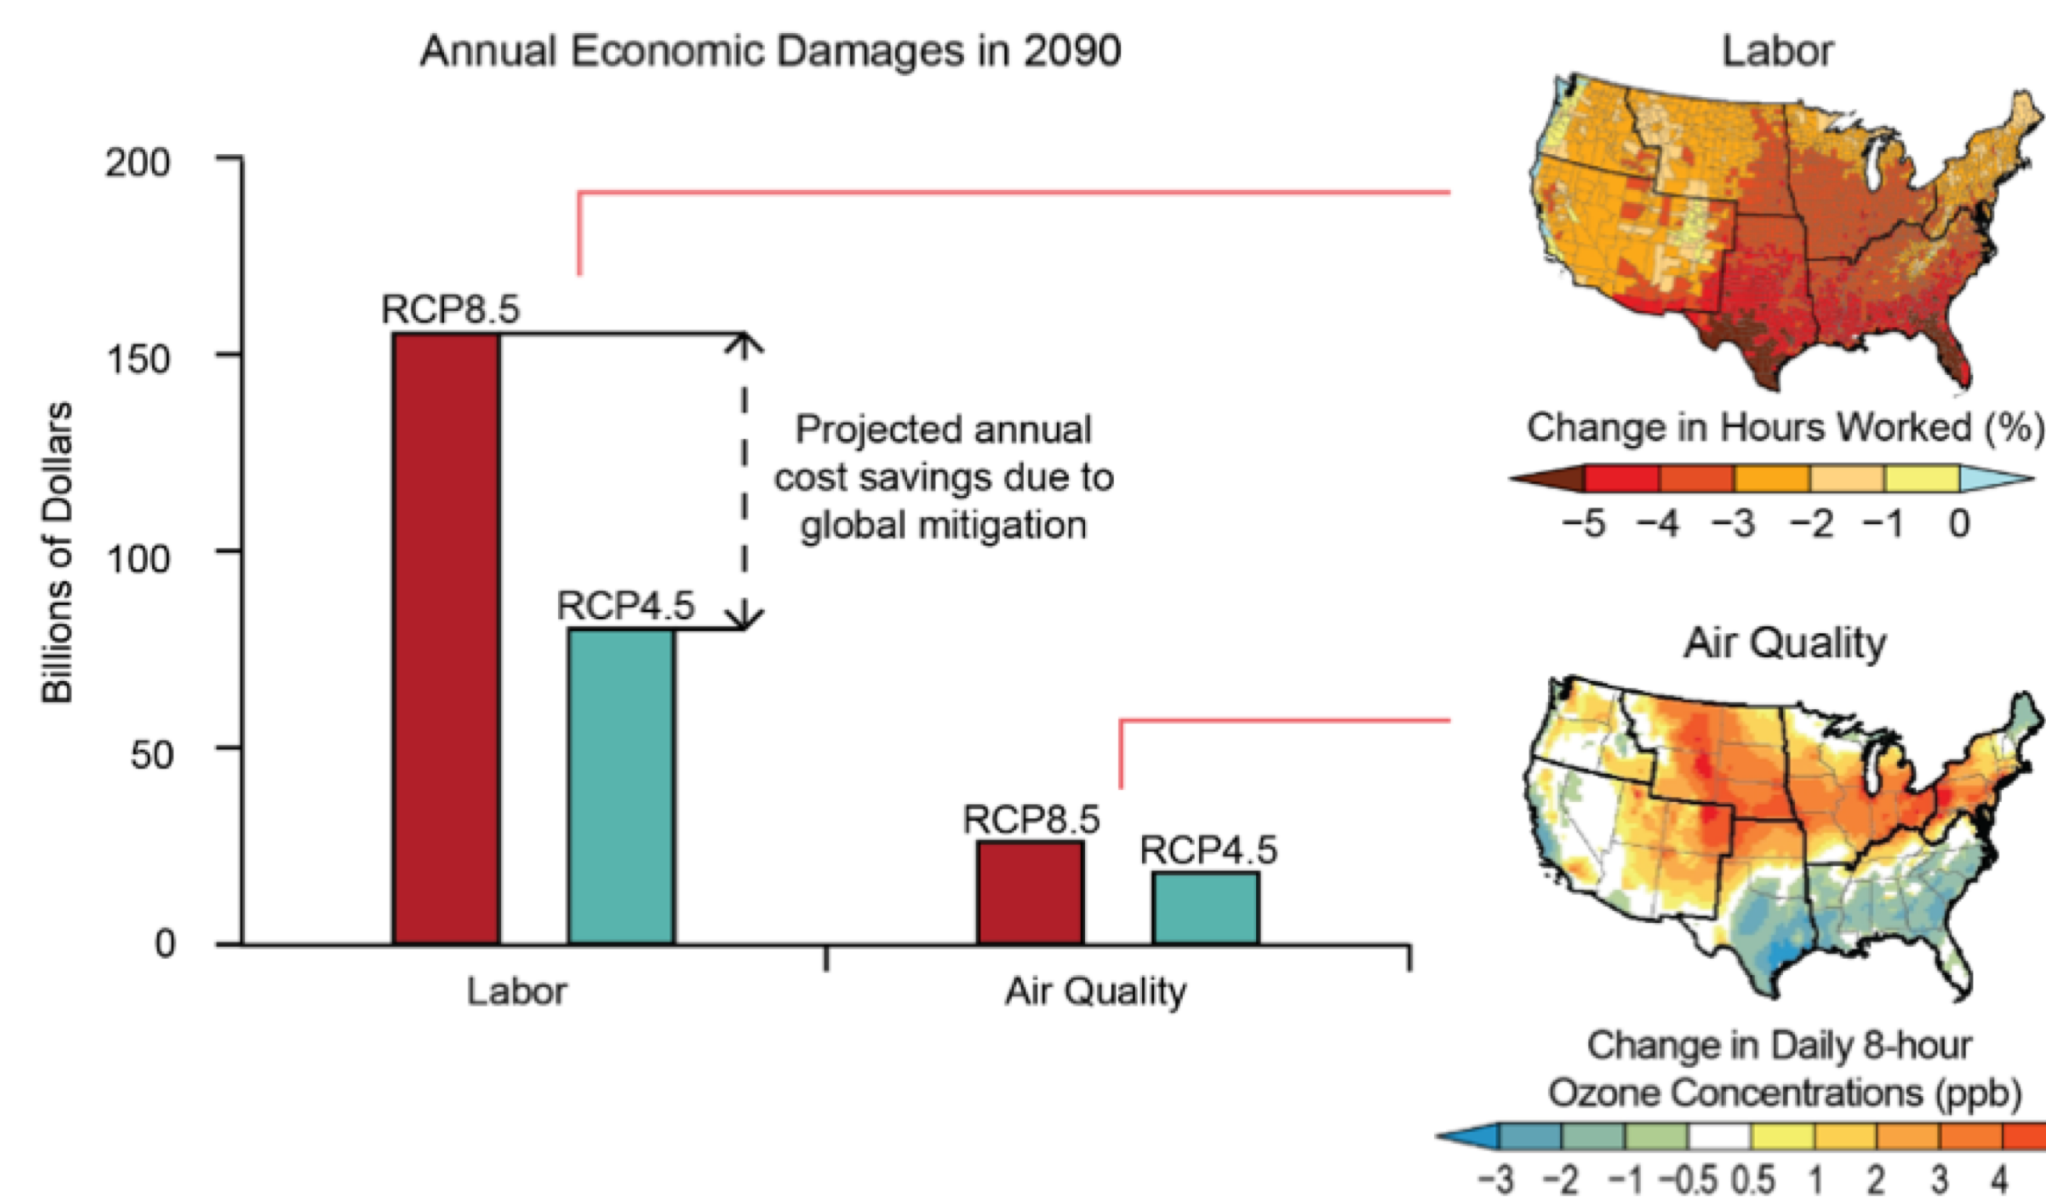 Annual Economic Damages in 2090
Billions of Dollars
200
150
100
50
0
RCP8.5
RCP4.5
Projected annual
cost savings due to
global mitigation
RCP8.5
RCP4.5
Labor
Air Quality
Labor
Change in Hours Worked (%)
−5 −4 −3 −2 −1 0
Air Quality
Change in Daily 8-hour
Ozone Concentrations (ppb)
−3 −2 −1 −0.5 0.5 1 2 3 4